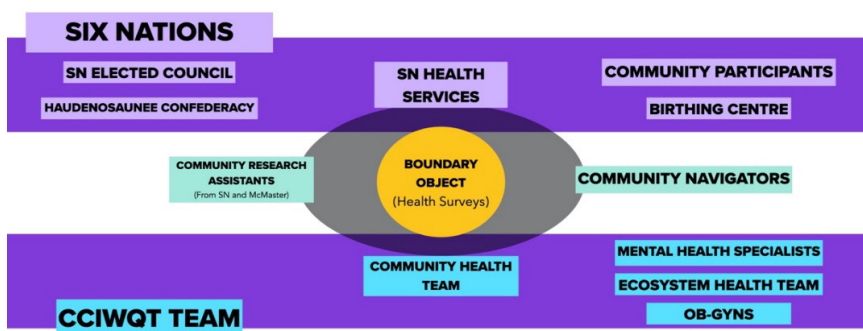 SIX NATIONS
SN ELECTED COUNCIL
HAUDENOSAUNEE CONFEDERACY
SN HEALTH
SERVICES
COMMUNITY PARTICIPANTS
BIRTHING CENTRE
COMMUNITY RESEARCH
ASSISTANTS
(From SN and McMaster)
BOUNDARY
OBJECT
(Health Surveys)
COMMUNITY NAVIGATORS
COMMUNITY HEALTH
TEAM
MENTAL HEALTH SPECIALISTS
ECOSYSTEM HEALTH TEAM
OB-GYNS
CCIWQT TEAM